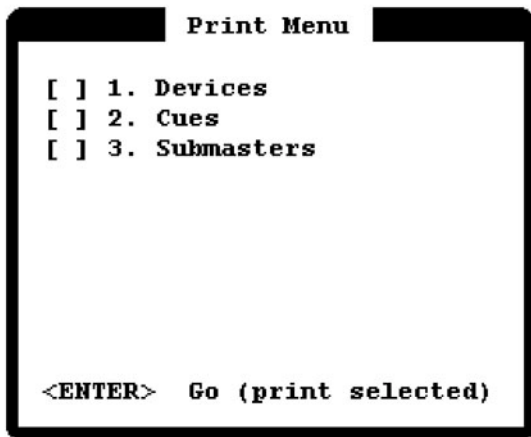 Print Menu
[ ] 1. Devices
[ ] 2. Cues
[ ] 3. Submasters
<ENTER> Go (print selected)